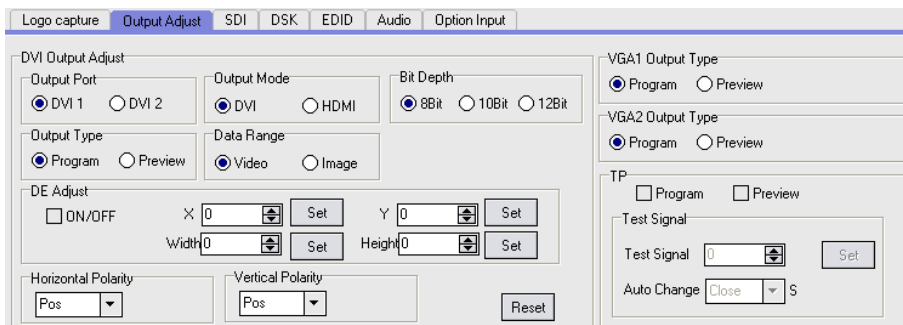 Logo capture Output Adjust SDI DSK EDID Audio Option Input
DVI Output Adjust
Output Port
DVI 1 DVI 2
Output Mode
DVI HDMI
Bit Depth
8Bit 10Bit 12Bit
Output Type
Program Preview
Data Range
Video Image
DE Adjust
ON/OFF X 0 Set Y 0 Set
Width 0 Set Height 0 Set
Horizontal Polarity
Pos
Vertical Polarity
Pos
Reset
VGA1 Output Type
Program Preview
VGA2 Output Type
Program Preview
TP
Program Preview
Test Signal
Test Signal 0 Set
Auto Change Close S